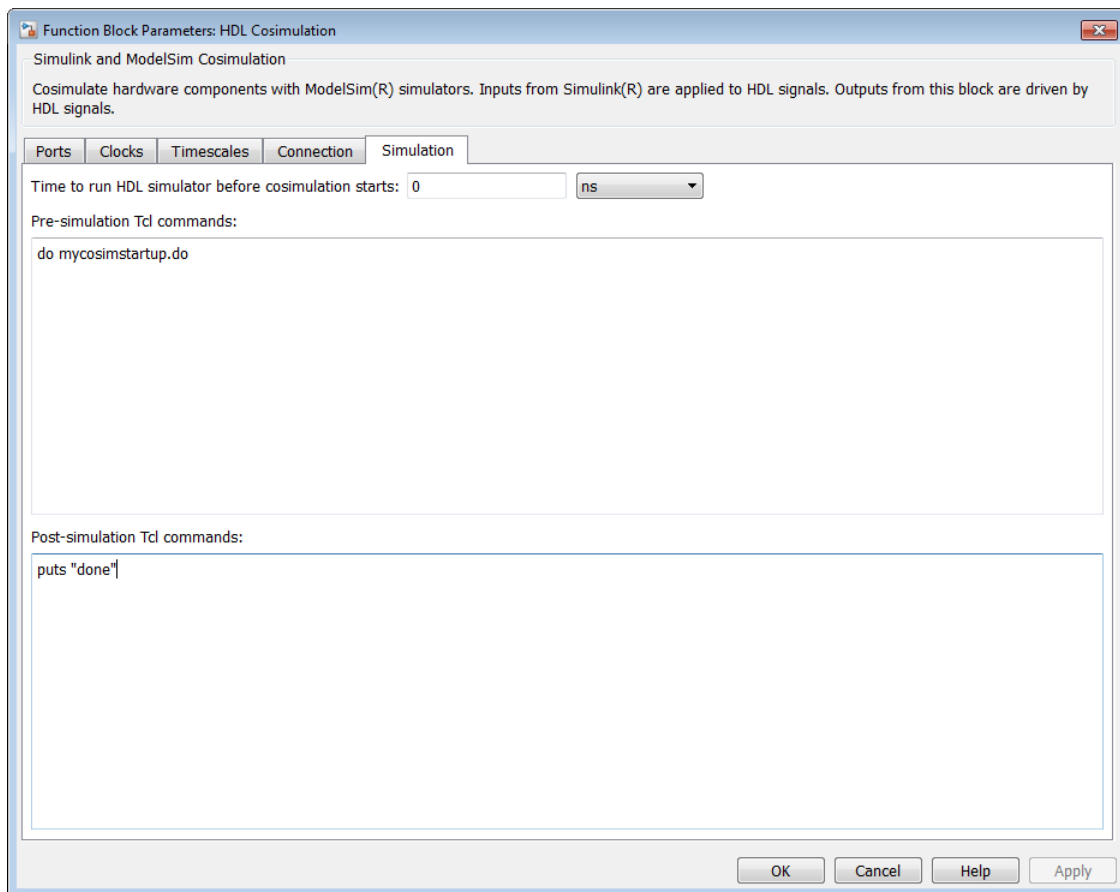 Function Block Parameters: HDL Cosimulation
Simulink and ModelSim Cosimulation
Cosimulate hardware components with ModelSim(R) simulators. Inputs from Simulink(R) are applied to HDL signals. Outputs from this block are driven by
HDL signals.
Ports Clocks Timescales Connection Simulation
Time to run HDL simulator before cosimulation starts: 0 ns
Pre-simulation Tcl commands:
do mycosimstartup.do
Post-simulation Tcl commands:
puts "done"
OK Cancel Help Apply